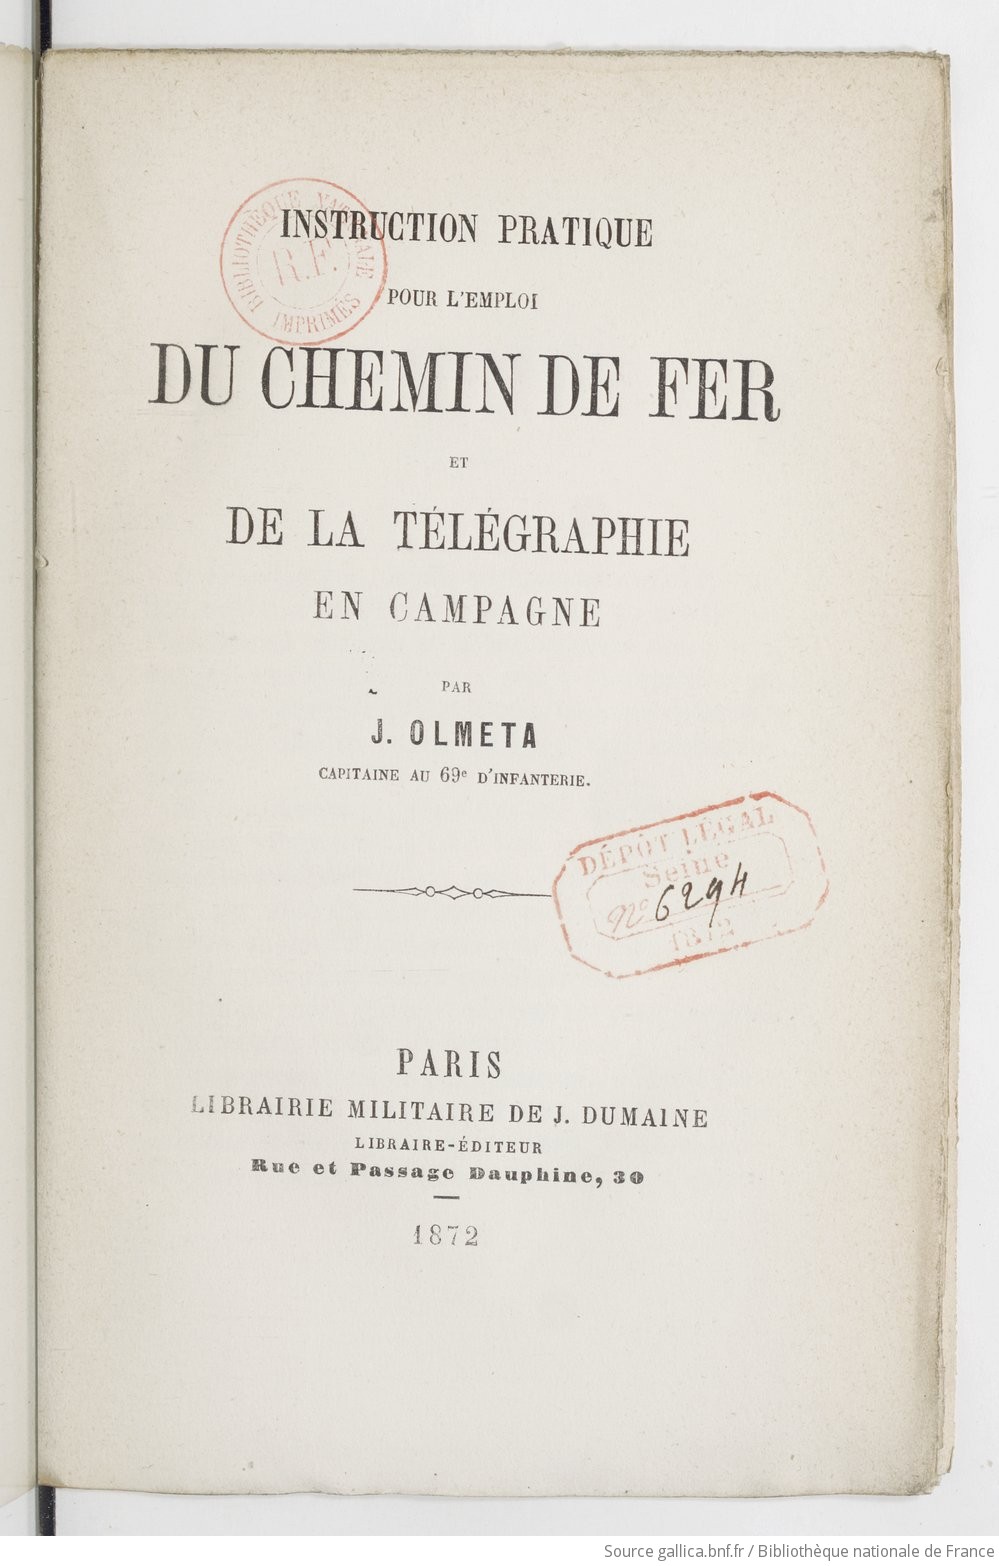 BIBLIOTHÈQUE NATIONALE
R.F.
IMPRIMÉS
INSTRUCTION PRATIQUE
POUR L'EMPLOI
DU CHEMIN DE FER
ET
DE LA TÉLÉGRAPHIE
EN CAMPAGNE
PAR
J. OLMETA
CAPITAINE AU 69e D'INFANTERIE.
DÉPÔT LÉGAL
Seine
No 6294
1872
PARIS
LIBRAIRIE MILITAIRE DE J. DUMAINE
LIBRAIRE-ÉDITEUR
Rue et Passage Dauphine, 30
1872
Source gallica.bnf.fr / Bibliothèque nationale de France